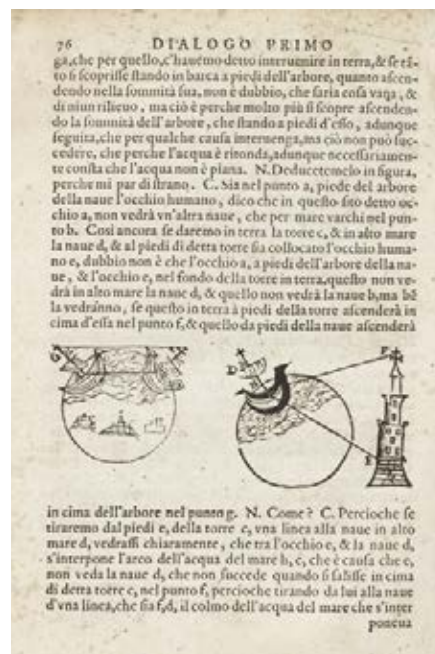 76 DIALOGO PRIMO
ga, che per quello, c'hauémo detto interuenire in terra, & se tā-
to si scoprisse stando in barca a piedi dell'arbore, quanto ascen-
dendo nella sommità sua, non è dubbio, che saria cosa vana, &
di niun rilieuo, ma ciò è perche molto più si scopre ascenden-
do la sommità dell'arbore, che stando a piedi d'esso, adunque
seguita, che per qualche causa interuenga, ma ciò non può suc-
cedere, che perche l'acqua è ritonda, adunque necessariamen-
te consta che l'acqua non è piana. N. Deducetemelo in figura,
perche mi par di strano. C. Sia nel punto a, piede del arbore
della naue l'occhio humano, dico che in questo sito detto oc-
chio a, non vedrà vn'altra naue, che per mare varchi nel pun-
to b. Cosi ancora se daremo in terra la torre c, & in alto mare
la naue d, & al piedi di detta torre sia collocato l'occhio huma-
no e, dubbio non è che l'occhio a, a piedi dell'arbore della na-
ue, & l'occhio e, nel fondo della torre in terra, questo non ve-
drà in alto mare la naue d, & quello non vedrà la naue b, ma bē
la vedranno, se questo in terra à piedi della torre ascenderà in
cima d'essa nel punto f, & quello da piedi della naue ascenderà
D
F
E
in cima dell'arbore nel punto g. N. Come? C. Percioche se
tiraremo dal piedi e, della torre c, vna linea alla naue in alto
mare d, vedrassi chiaramente, che tra l'occhio e, & la naue d,
s'interpone l'arco dell'acqua del mare h, c, che è causa che e,
non veda la naue d, che non succede quando si salisse in cima
di detta torre c, nel punto f, percioche tirando da lui alla naue
d'vna linea, che sia f, d, il colmo dell'acqua del mare che s'inter
poneua